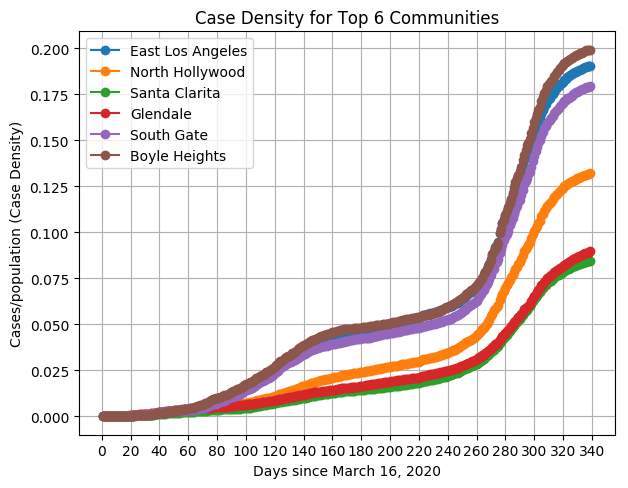 Case Density for Top 6 Communities
East Los Angeles
North Hollywood
Santa Clarita
Glendale
South Gate
Boyle Heights
Cases/population (Case Density)
0.200
0.175
0.150
0.125
0.100
0.075
0.050
0.025
0.000
0 20 40 60 80 100 120 140 160 180 200 220 240 260 280 300 320 340
Days since March 16, 2020